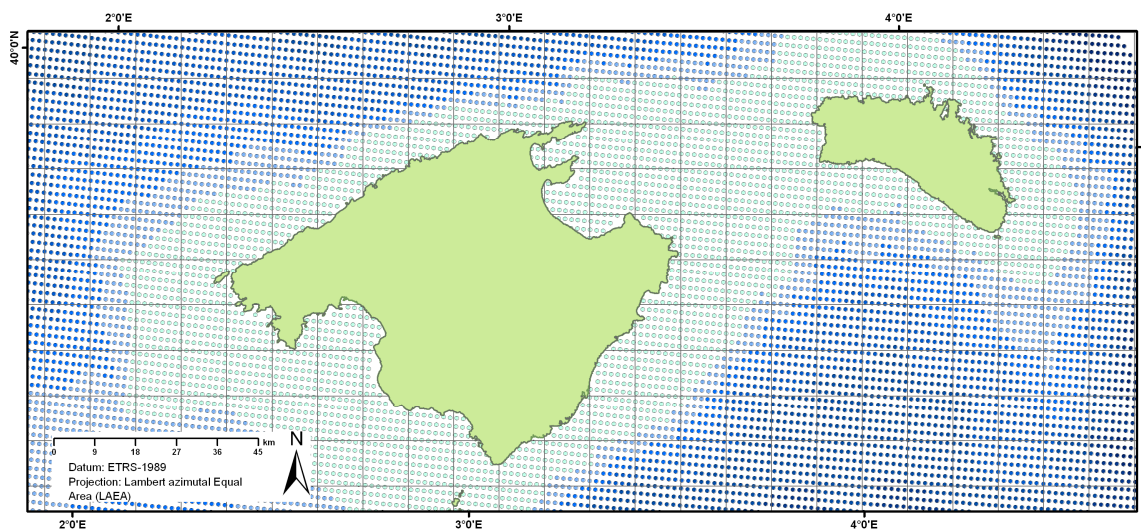 2°0'E 3°0'E 4°0'E
40°0'N
N
0 9 18 27 36 45 km
Datum: ETRS-1989
Projection: Lambert azimutal Equal
Area (LAEA)
2°0'E 3°0'E 4°0'E